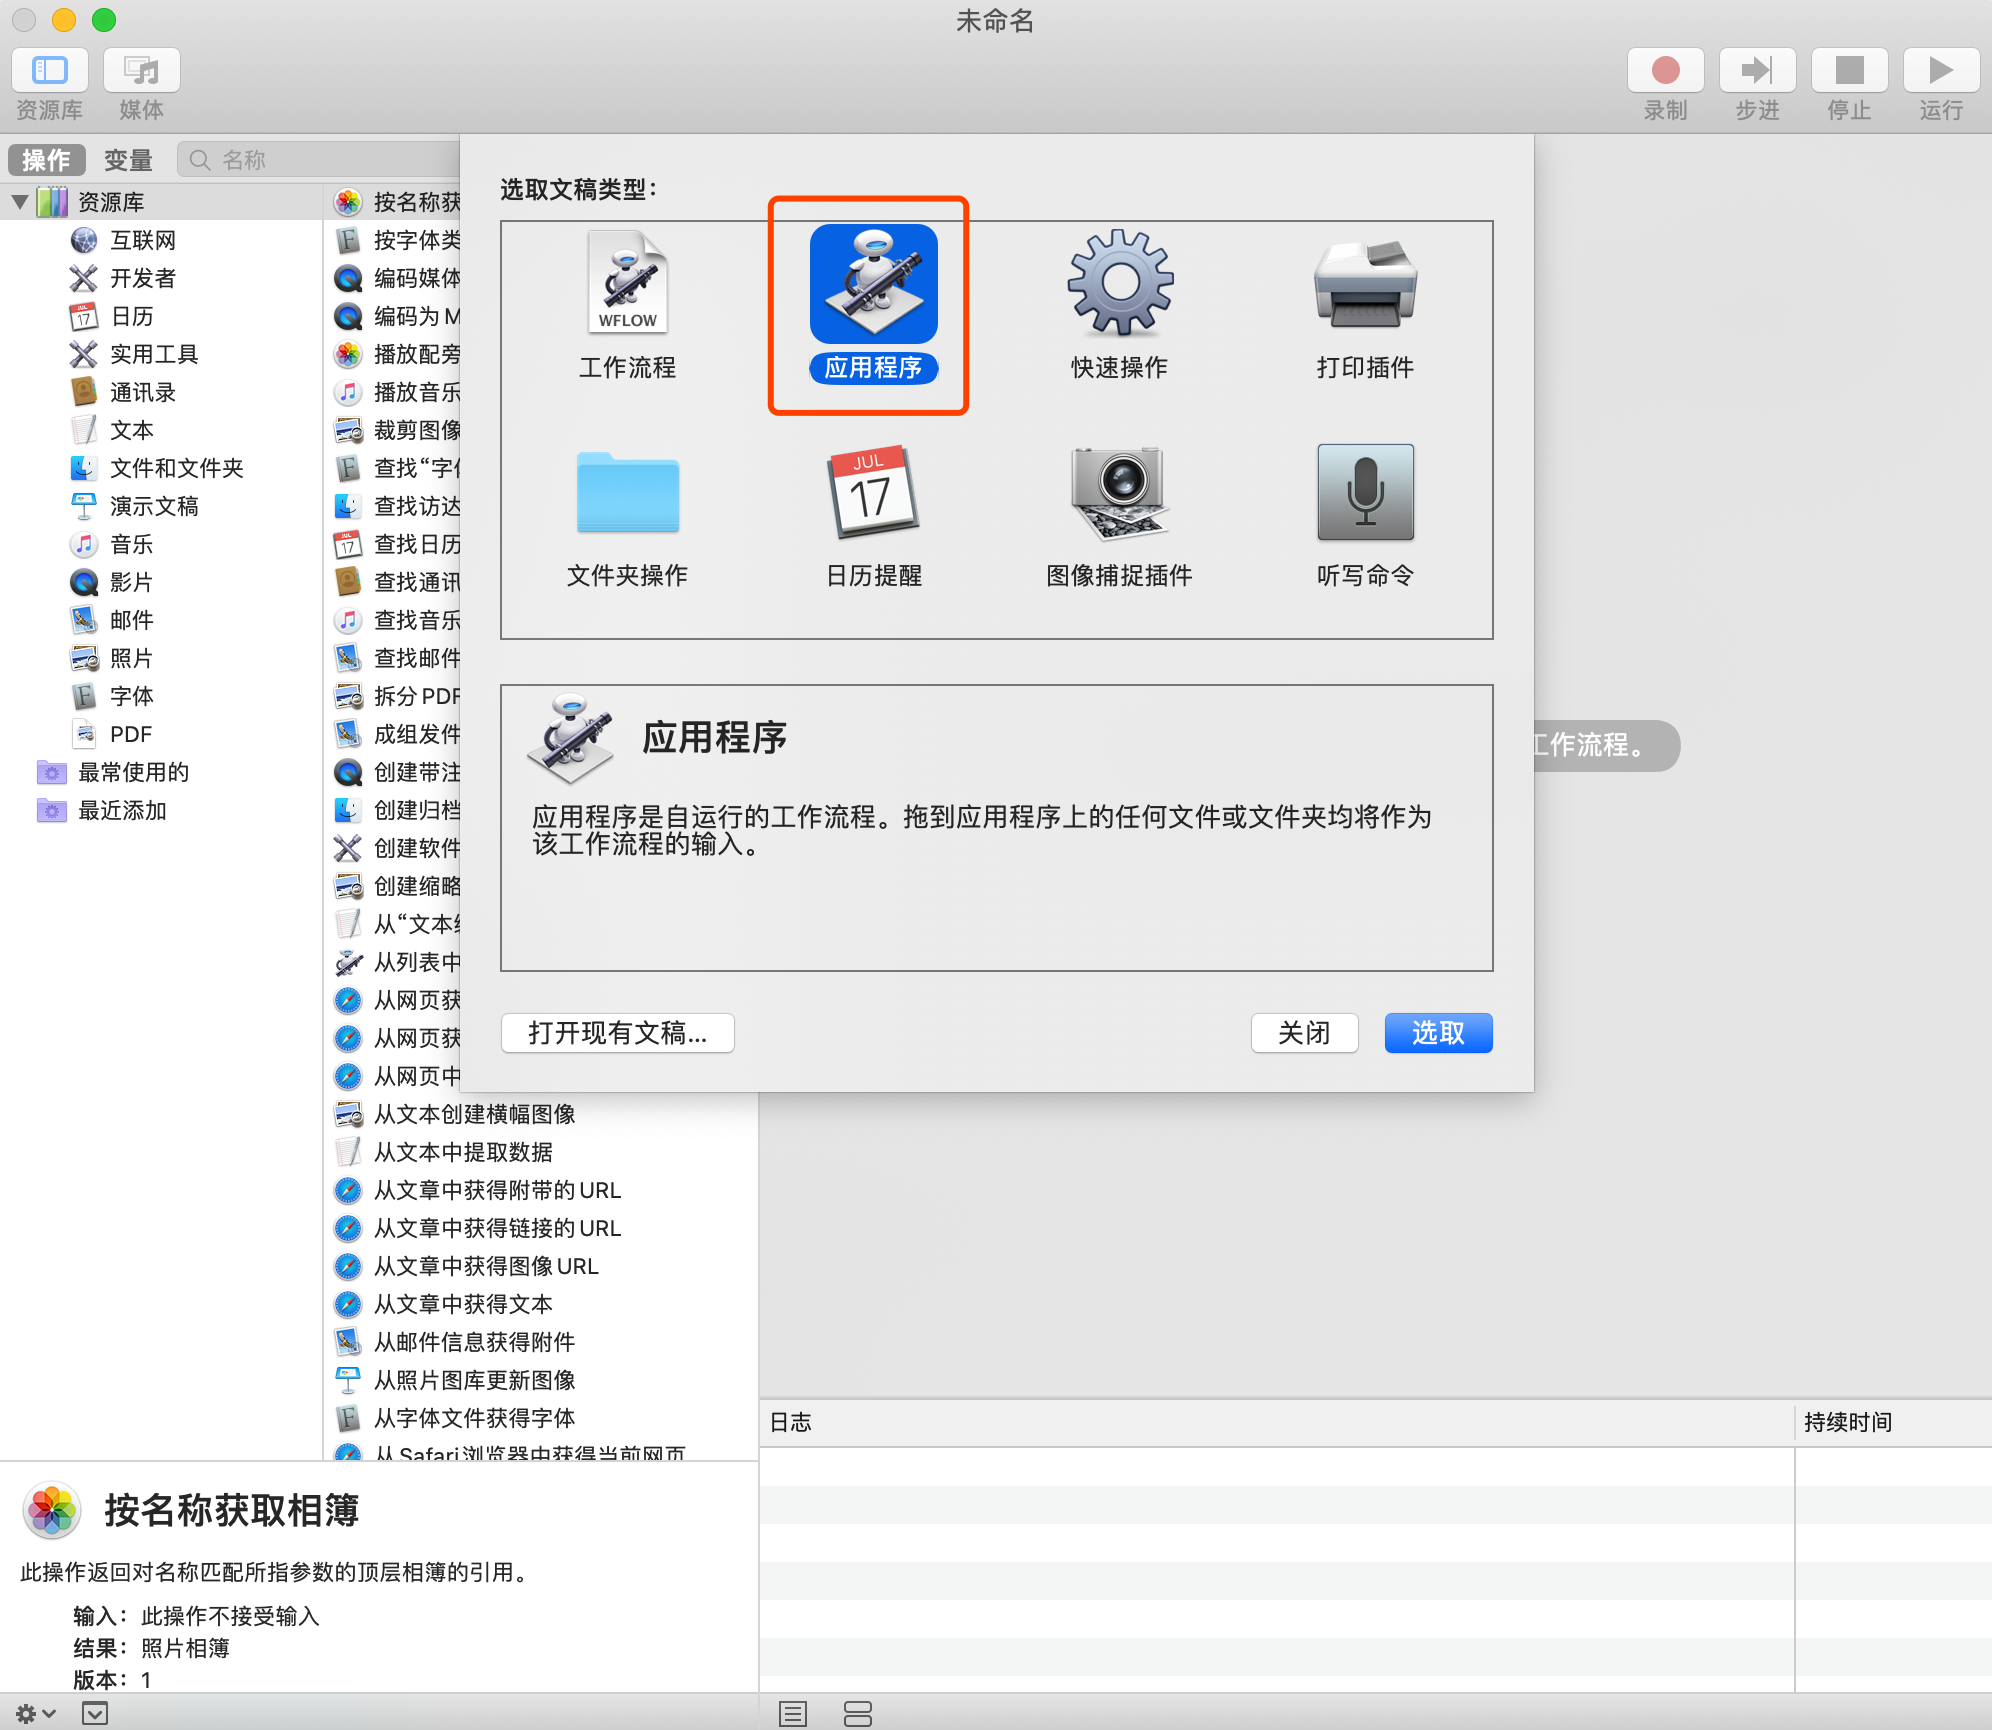 未命名
资源库
媒体
录制
步进
停止
运行
操作
变量
名称
资源库
互联网
开发者
日历
实用工具
通讯录
文本
文件和文件夹
演示文稿
音乐
影片
邮件
照片
字体
PDF
最常使用的
最近添加
按名称获
按字体类
编码媒体
编码为 M
播放配旁
播放音乐
裁剪图像
查找“字体
查找访达
查找日历
查找通讯
查找音乐
查找邮件
拆分 PDF
成组发件
创建带注
创建归档
创建软件
创建缩略
从“文本编
从列表中
从网页获
从网页获
从网页中
从文本创建横幅图像
从文本中提取数据
从文章中获得附带的 URL
从文章中获得链接的 URL
从文章中获得图像 URL
从文章中获得文本
从邮件信息获得附件
从照片图库更新图像
从字体文件获得字体
从 Safari 浏览器中获得当前网页
选取文稿类型：
WFLOW
工作流程
应用程序
快速操作
打印插件
JUL
17
文件夹操作
日历提醒
图像捕捉插件
听写命令
应用程序
应用程序是自运行的工作流程。拖到应用程序上的任何文件或文件夹均将作为
该工作流程的输入。
打开现有文稿...
关闭
选取
工作流程。
日志
持续时间
按名称获取相簿
此操作返回对名称匹配所指参数的顶层相簿的引用。
输入：此操作不接受输入
结果：照片相簿
版本：1